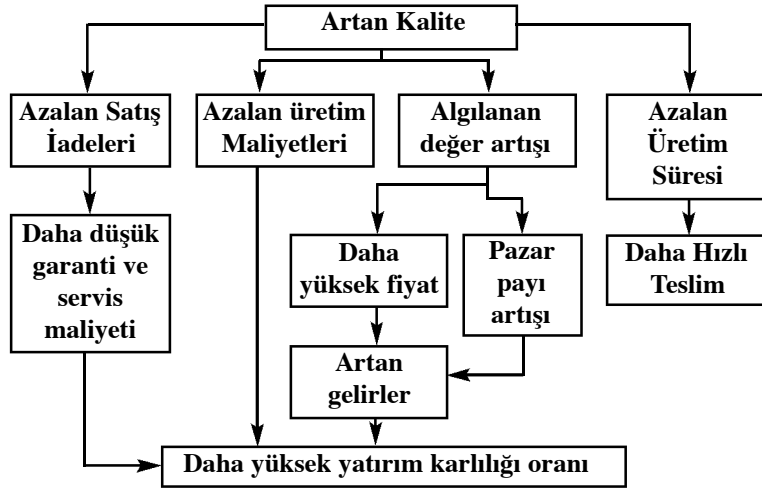 Artan Kalite
Azalan Satış
İadeleri
Azalan üretim
Maliyetleri
Algılanan
değer artışı
Azalan
Üretim
Süresi
Daha düşük
garanti ve
servis
maliyeti
Daha
yüksek fiyat
Pazar
payı
artışı
Daha Hızlı
Teslim
Artan
gelirler
Daha yüksek yatırım karlılığı oranı